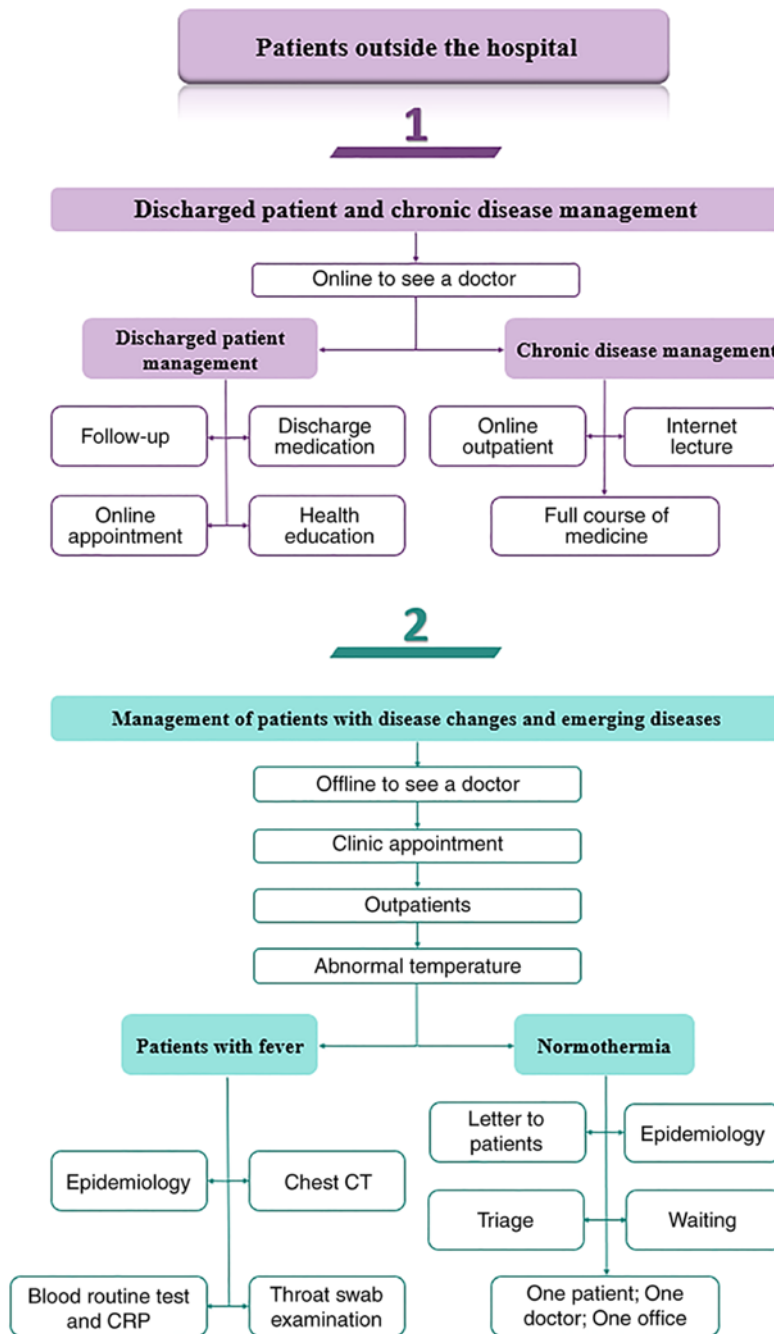 Patients outside the hospital
1
Discharged patient and chronic disease management
Online to see a doctor
Discharged patient
management
Chronic disease management
Follow-up
Discharge
medication
Online
outpatient
Internet
lecture
Online
appointment
Health
education
Full course of
medicine
2
Management of patients with disease changes and emerging diseases
Offline to see a doctor
Clinic appointment
Outpatients
Abnormal temperature
Patients with fever
Normothermia
Letter to
patients
Epidemiology
Epidemiology
Chest CT
Triage
Waiting
Blood routine test
and CRP
Throat swab
examination
One patient; One
doctor; One office